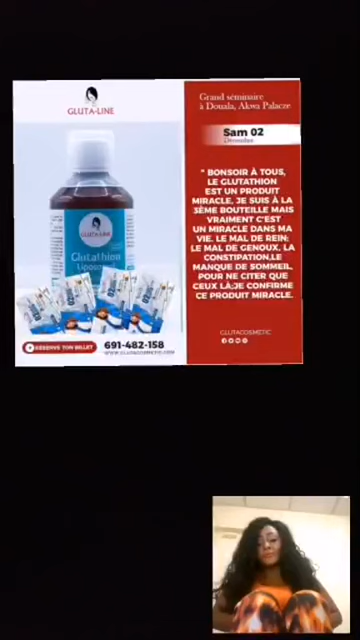 GLUTA-LINE
Grand séminaire
à Douala, Akwa Palace
Sam 02
Décembre
" BONSOIR À TOUS,
LE GLUTATHION
EST UN PRODUIT
MIRACLE, JE SUIS À LA
3ÈME BOUTEILLE MAIS
VRAIMENT C'EST
UN MIRACLE DANS MA
VIE. LE MAL DE REIN:
LE MAL DE GENOUX, LA
CONSTIPATION,LE
MANQUE DE SOMMEIL,
POUR NE CITER QUE
CEUX LÀ;JE CONFIRME
CE PRODUIT MIRACLE.
GLUTA-LINE
Glutathion
Liposomal
RÉSERVE TON BILLET
691-482-158
WWW.GLUTACOSMETIC.COM
GLUTACOSMETIC